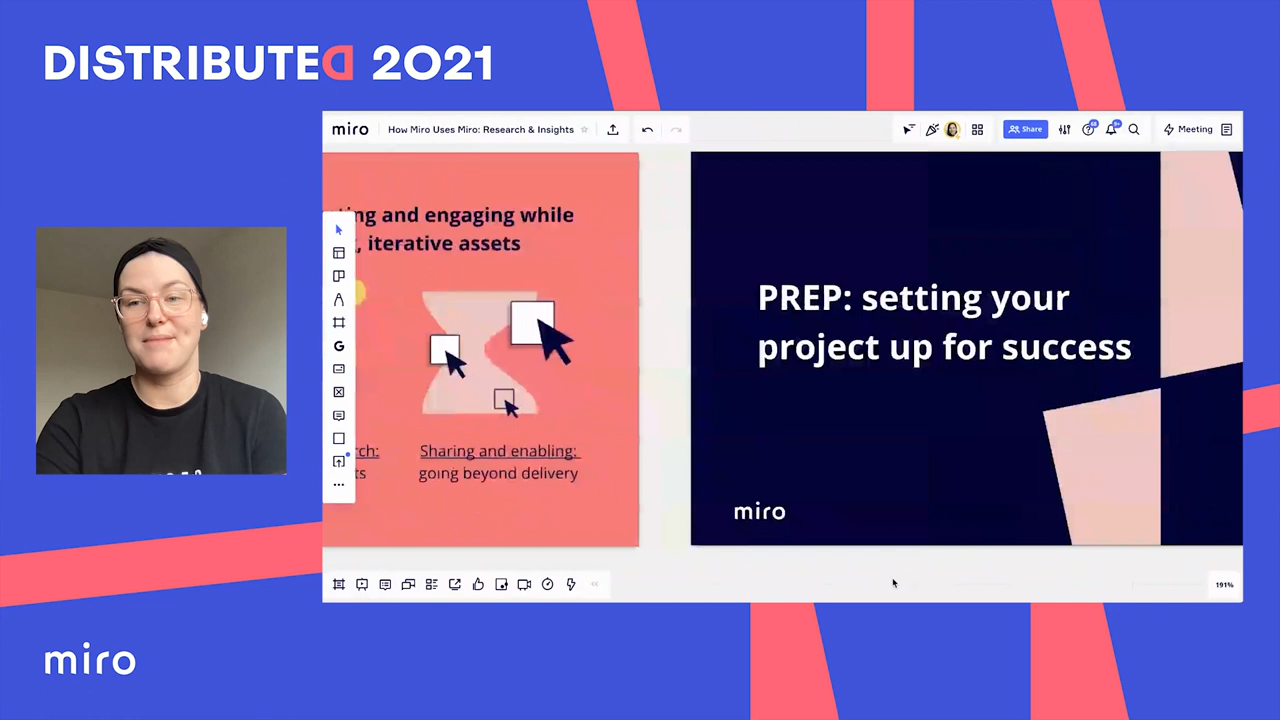 DISTRIBUTED 2021
miro
How Miro Uses Miro: Research & Insights
Share
Meeting
and engaging while
iterative assets
Sharing and enabling:
going beyond delivery
PREP: setting your
project up for success
miro
191%
miro